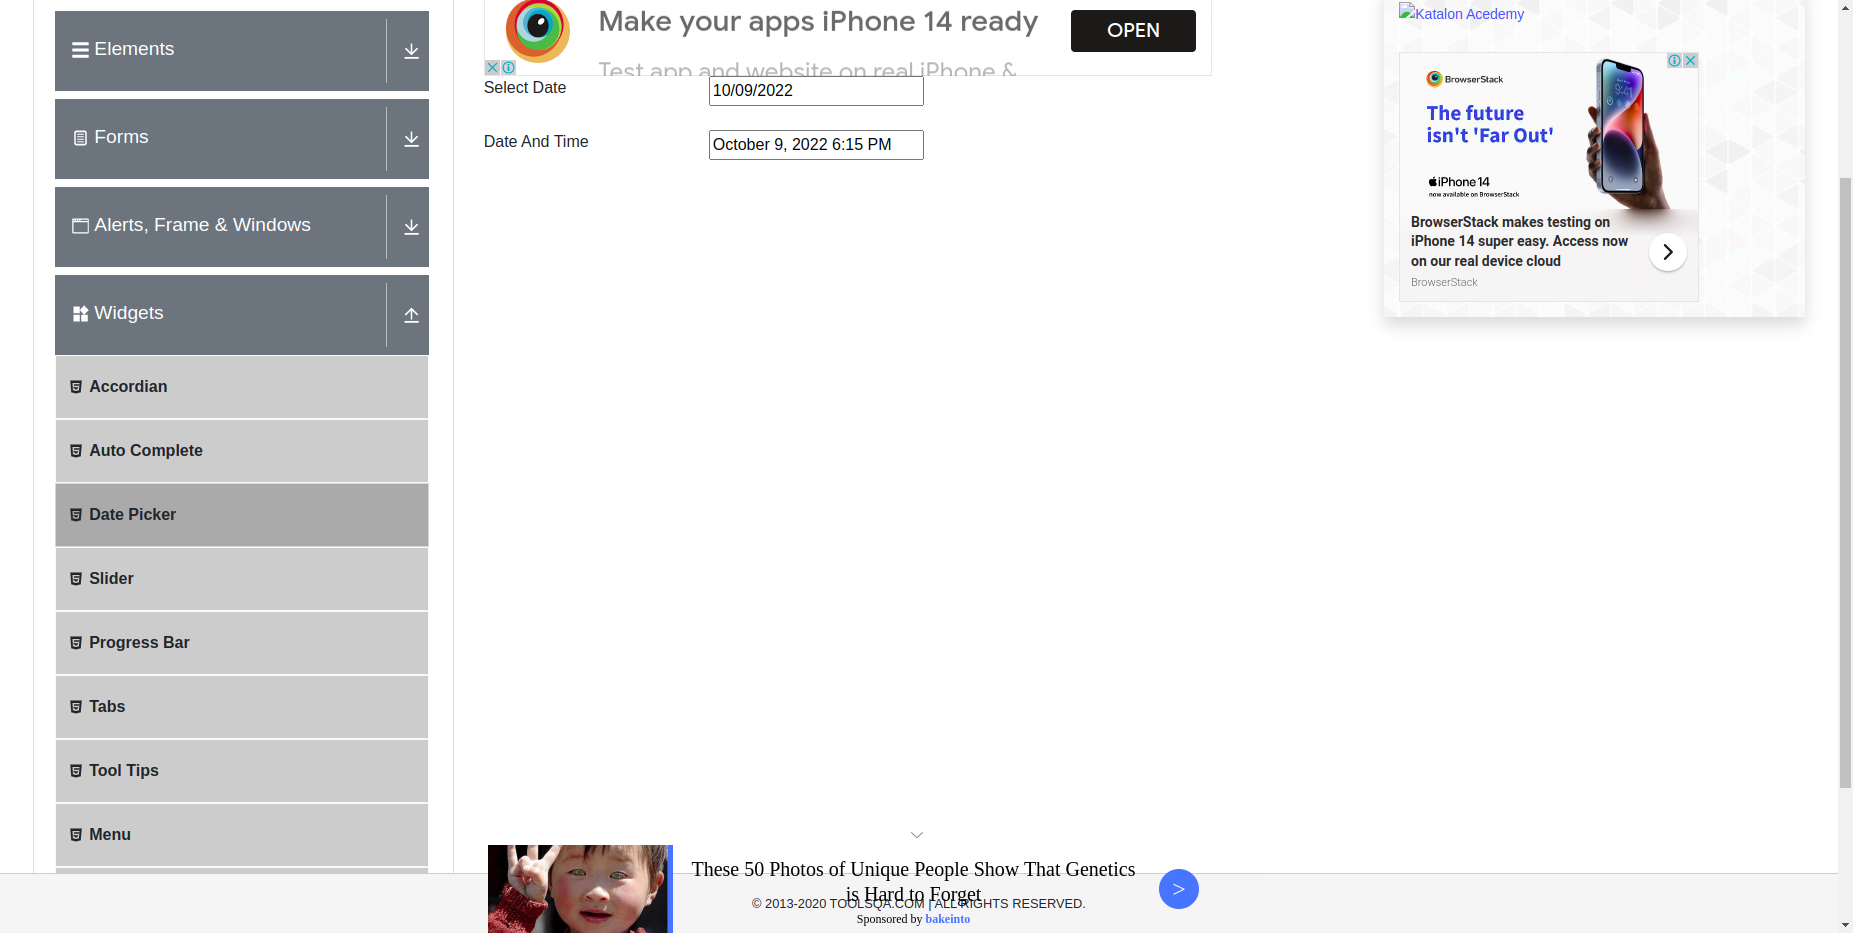 Elements
Forms
Alerts, Frame & Windows
Widgets
Accordian
Auto Complete
Date Picker
Slider
Progress Bar
Tabs
Tool Tips
Menu
Make your apps iPhone 14 ready
OPEN
Test app and website on real iPhone &
Select Date
10/09/2022
Date And Time
October 9, 2022 6:15 PM
Katalon Acedemy
BrowserStack
The future
isn't 'Far Out'
9:41
iPhone 14
now available on BrowserStack
BrowserStack makes testing on
iPhone 14 super easy. Access now
on our real device cloud
BrowserStack
These 50 Photos of Unique People Show That Genetics
is Hard to Forget
>
© 2013-2020 TOOLSQA.COM | ALL RIGHTS RESERVED.
Sponsored by bakeinto